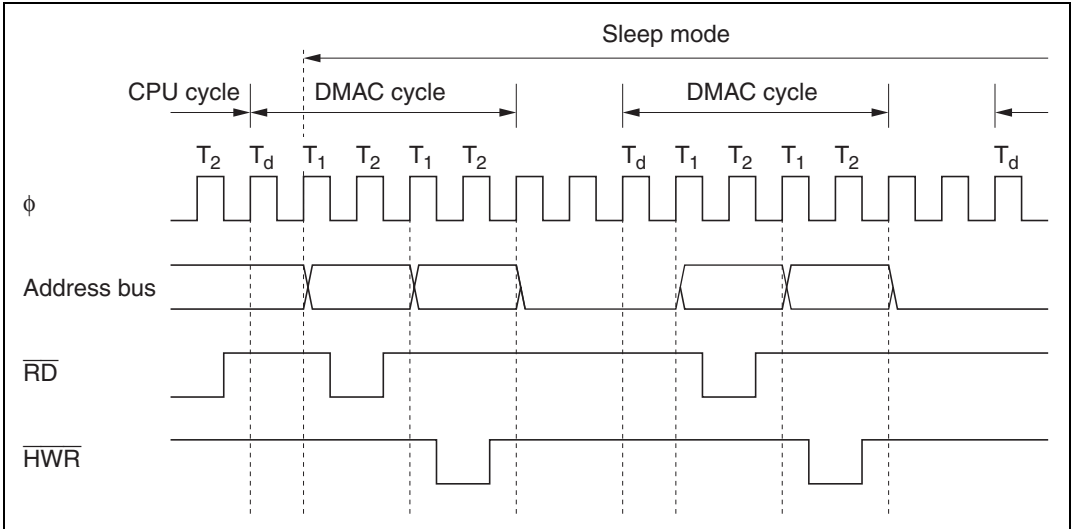 Sleep mode
CPU cycle DMAC cycle DMAC cycle
T2 Td T1 T2 T1 T2 Td T1 T2 T1 T2 Td
φ
Address bus
RD
HWR